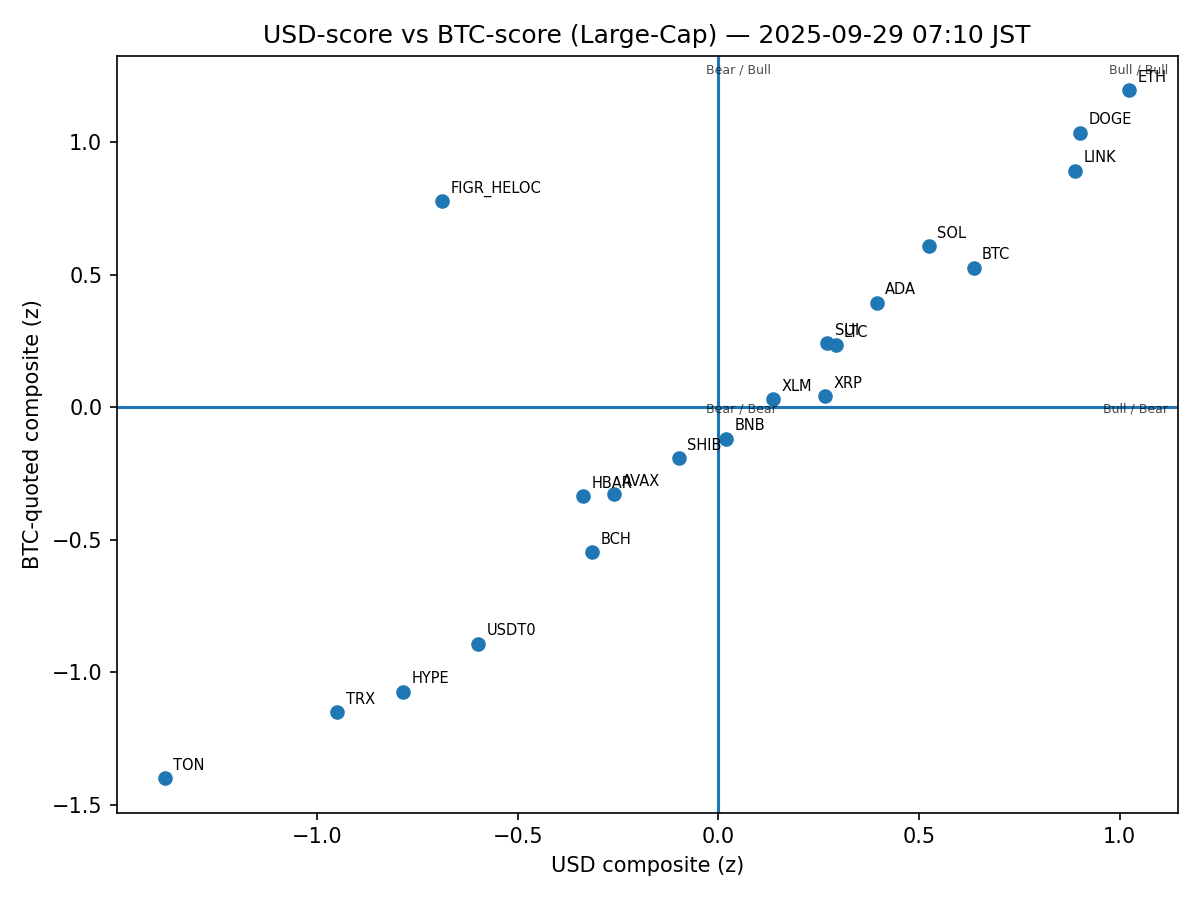 USD-score vs BTC-score (Large-Cap) — 2025-09-29 07:10 JST
Bear / Bull
Bull / Bull
ETH
DOGE
LINK
FIGR_HELOC
SOL
BTC
ADA
SUI
LTC
XRP
XLM
Bear / Bear
Bull / Bear
BNB
SHIB
HBAR
AVAX
BCH
USDT0
HYPE
TRX
TON
1.0
0.5
0.0
−0.5
−1.0
−1.5
BTC-quoted composite (z)
−1.0
−0.5
0.0
0.5
1.0
USD composite (z)